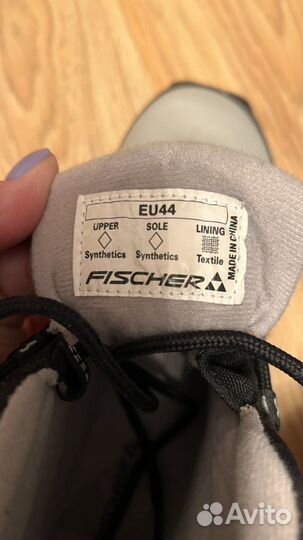 EU44
UPPER SOLE LINING
Synthetics Synthetics Textile
FISCHER
MADE IN CHINA
Avito